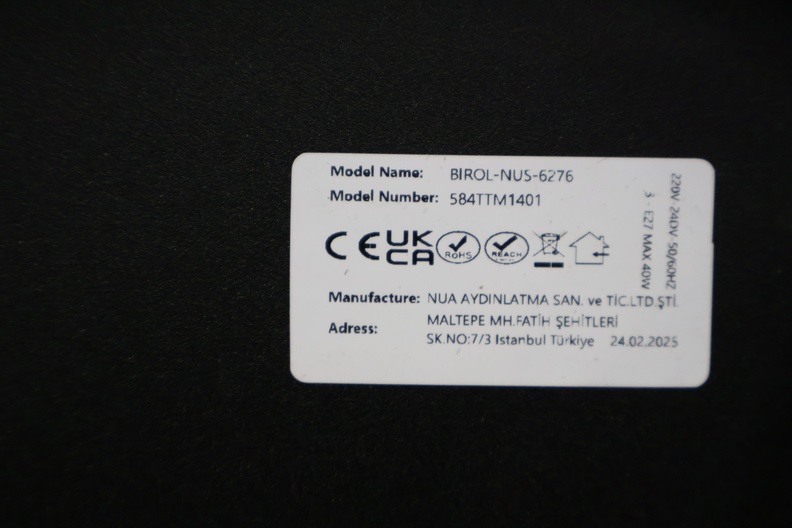 Model Name: BIROL-NUS-6276
Model Number: 584TTM1401
CE UKCA RoHS REACH
220V-240V-50/60HZ
3 - E27 MAX 40W
Manufacture: NUA AYDINLATMA SAN. ve TİC.LTD.ŞTİ.
Adress: MALTEPE MH.FATİH ŞEHİTLERİ
SK.NO:7/3 Istanbul Türkiye 24.02.2025